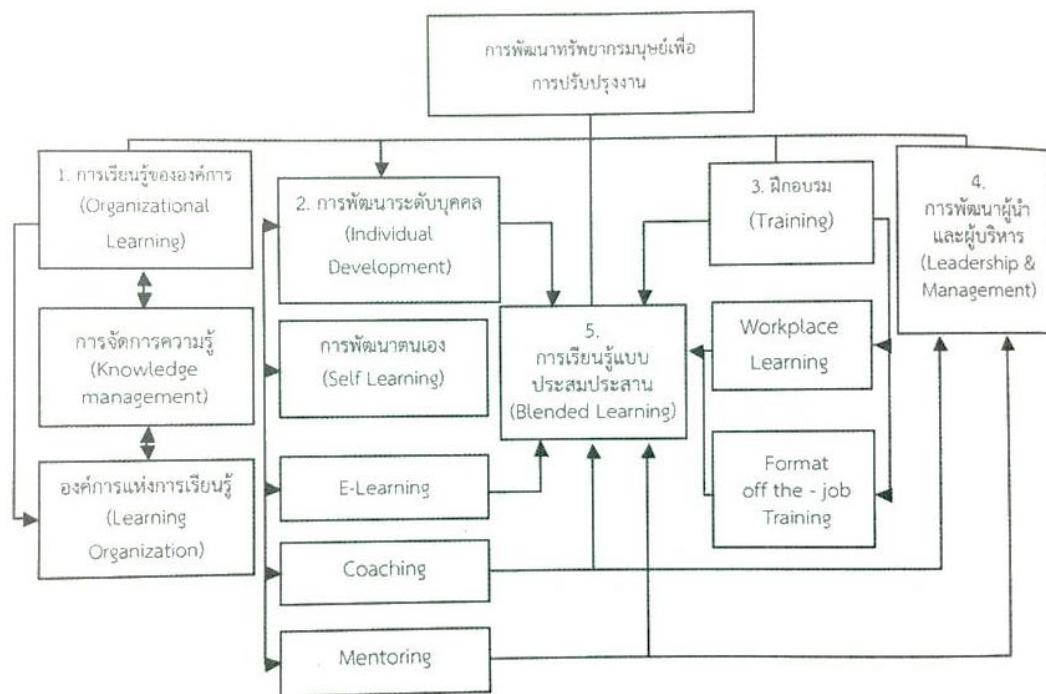 การพัฒนาทรัพยากรมนุษย์เพื่อ
การปรับปรุงงาน
1. การเรียนรู้ขององค์การ
(Organizational
Learning)
การจัดการความรู้
(Knowledge
management)
องค์การแห่งการเรียนรู้
(Learning
Organization)
2. การพัฒนาระดับบุคคล
(Individual
Development)
การพัฒนาตนเอง
(Self Learning)
E-Learning
Coaching
Mentoring
5.
การเรียนรู้แบบ
ประสมประสาน
(Blended Learning)
3. ฝึกอบรม
(Training)
Workplace
Learning
Format
off the - job
Training
4.
การพัฒนาผู้นำ
และผู้บริหาร
(Leadership &
Management)